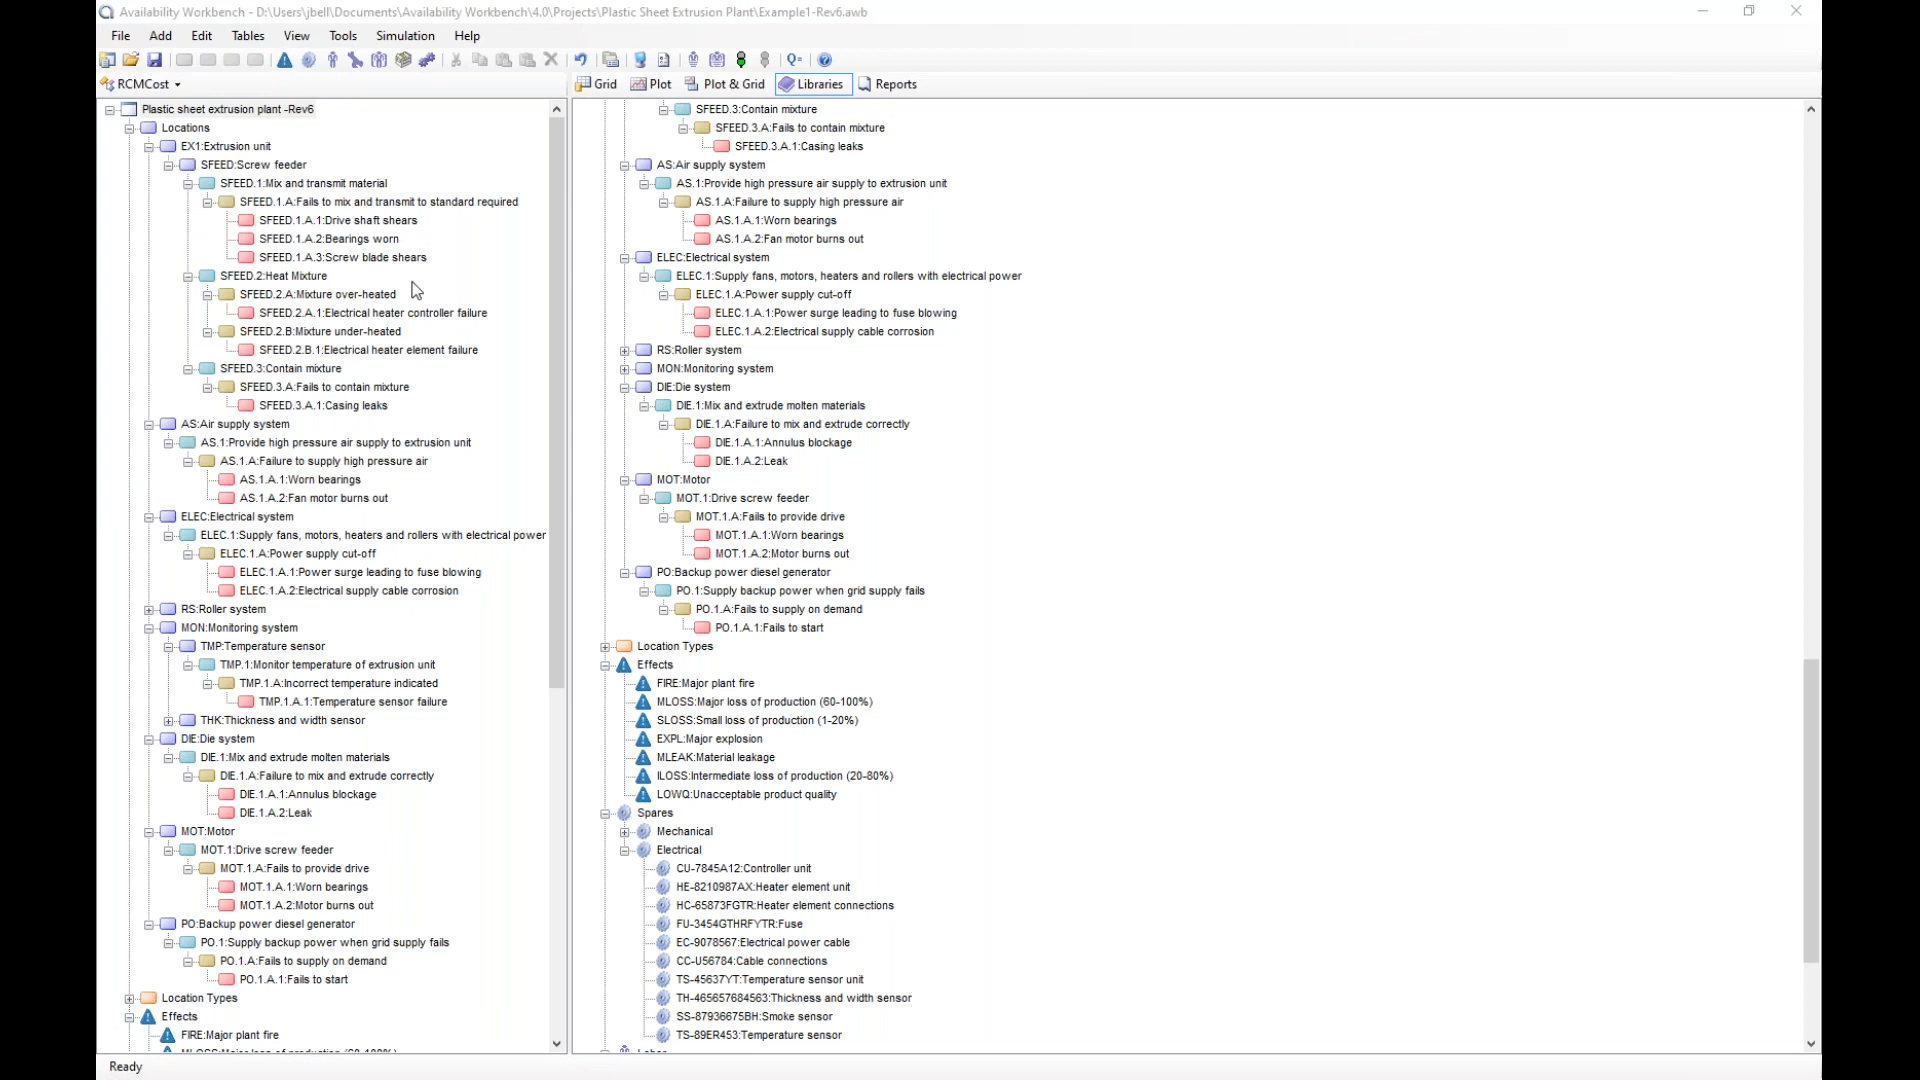 Availability Workbench - D:\Users\jbell\Documents\Availability Workbench\4.0\Projects\Plastic Sheet Extrusion Plant\Example1-Rev6.awb
File Add Edit Tables View Tools Simulation Help
RCMCost
Grid Plot Plot & Grid Libraries Reports
Plastic sheet extrusion plant -Rev6
Locations
EX1:Extrusion unit
SFEED:Screw feeder
SFEED.1:Mix and transmit material
SFEED.1.A:Fails to mix and transmit to standard required
SFEED.1.A.1:Drive shaft shears
SFEED.1.A.2:Bearings worn
SFEED.1.A.3:Screw blade shears
SFEED.2:Heat Mixture
SFEED.2.A:Mixture over-heated
SFEED.2.A.1:Electrical heater controller failure
SFEED.2.B:Mixture under-heated
SFEED.2.B.1:Electrical heater element failure
SFEED.3:Contain mixture
SFEED.3.A:Fails to contain mixture
SFEED.3.A.1:Casing leaks
AS:Air supply system
AS.1:Provide high pressure air supply to extrusion unit
AS.1.A:Failure to supply high pressure air
AS.1.A.1:Worn bearings
AS.1.A.2:Fan motor burns out
ELEC:Electrical system
ELEC.1:Supply fans, motors, heaters and rollers with electrical power
ELEC.1.A:Power supply cut-off
ELEC.1.A.1:Power surge leading to fuse blowing
ELEC.1.A.2:Electrical supply cable corrosion
RS:Roller system
MON:Monitoring system
TMP:Temperature sensor
TMP.1:Monitor temperature of extrusion unit
TMP.1.A:Incorrect temperature indicated
TMP.1.A.1:Temperature sensor failure
THK:Thickness and width sensor
DIE:Die system
DIE.1:Mix and extrude molten materials
DIE.1.A:Failure to mix and extrude correctly
DIE.1.A.1:Annulus blockage
DIE.1.A.2:Leak
MOT:Motor
MOT.1:Drive screw feeder
MOT.1.A:Fails to provide drive
MOT.1.A.1:Worn bearings
MOT.1.A.2:Motor burns out
PO:Backup power diesel generator
PO.1:Supply backup power when grid supply fails
PO.1.A:Fails to supply on demand
PO.1.A.1:Fails to start
Location Types
Effects
FIRE:Major plant fire
MLOSS:Major loss of production (60-100%)
SFEED.3:Contain mixture
SFEED.3.A:Fails to contain mixture
SFEED.3.A.1:Casing leaks
AS:Air supply system
AS.1:Provide high pressure air supply to extrusion unit
AS.1.A:Failure to supply high pressure air
AS.1.A.1:Worn bearings
AS.1.A.2:Fan motor burns out
ELEC:Electrical system
ELEC.1:Supply fans, motors, heaters and rollers with electrical power
ELEC.1.A:Power supply cut-off
ELEC.1.A.1:Power surge leading to fuse blowing
ELEC.1.A.2:Electrical supply cable corrosion
RS:Roller system
MON:Monitoring system
DIE:Die system
DIE.1:Mix and extrude molten materials
DIE.1.A:Failure to mix and extrude correctly
DIE.1.A.1:Annulus blockage
DIE.1.A.2:Leak
MOT:Motor
MOT.1:Drive screw feeder
MOT.1.A:Fails to provide drive
MOT.1.A.1:Worn bearings
MOT.1.A.2:Motor burns out
PO:Backup power diesel generator
PO.1:Supply backup power when grid supply fails
PO.1.A:Fails to supply on demand
PO.1.A.1:Fails to start
Location Types
Effects
FIRE:Major plant fire
MLOSS:Major loss of production (60-100%)
SLOSS:Small loss of production (1-20%)
EXPL:Major explosion
MLEAK:Material leakage
ILOSS:Intermediate loss of production (20-80%)
LOWQ:Unacceptable product quality
Spares
Mechanical
Electrical
CU-7845A12:Controller unit
HE-8210987AX:Heater element unit
HC-65873FGTR:Heater element connections
FU-3454GTHRFYTR:Fuse
EC-9078567:Electrical power cable
CC-U56784:Cable connections
TS-45637YT:Temperature sensor unit
TH-465657684563:Thickness and width sensor
SS-87936675BH:Smoke sensor
TS-89ER453:Temperature sensor
Labor
Ready